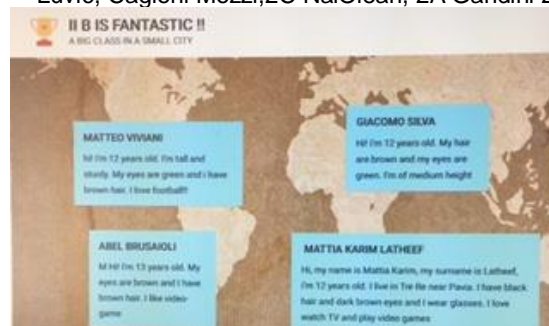 II B IS FANTASTIC !!
A BIG CLASS IN A SMALL CITY
MATTEO VIVIANI
hi! I'm 12 years old. I'm tall and
sturdy. My eyes are green and i have
brown hair. I love football!!
GIACOMO SILVA
Hi! I'm 12 years old. My hair
are brown and my eyes are
green. I'm of medium height
ABEL BRUSAIOLI
M Hi! I'm 13 years old. My
eyes are brown and I have
brown hair. I like video-
game
MATTIA KARIM LATHEEF
Hi, my name is Mattia Karim, my surname is Latheef,
i'm 12 years old. I live in Tre Re near Pavia. I have black
hair and dark brown eyes and I wear glasses. I love
watch TV and play video games